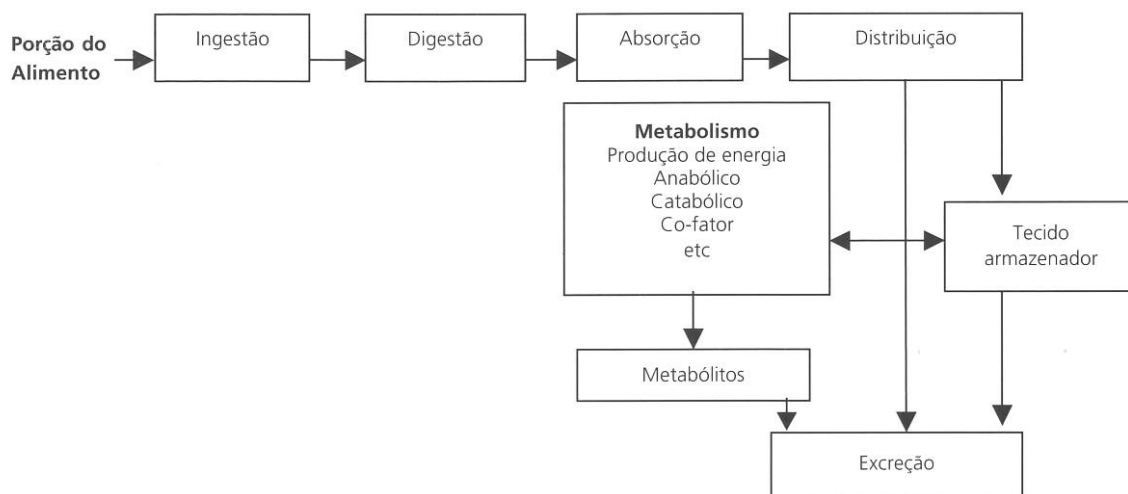 Porção do
Alimento
Ingestão
Digestão
Absorção
Distribuição
Metabolismo
Produção de energia
Anabólico
Catabólico
Co-fator
etc
Tecido
armazenador
Metabólitos
Excreção